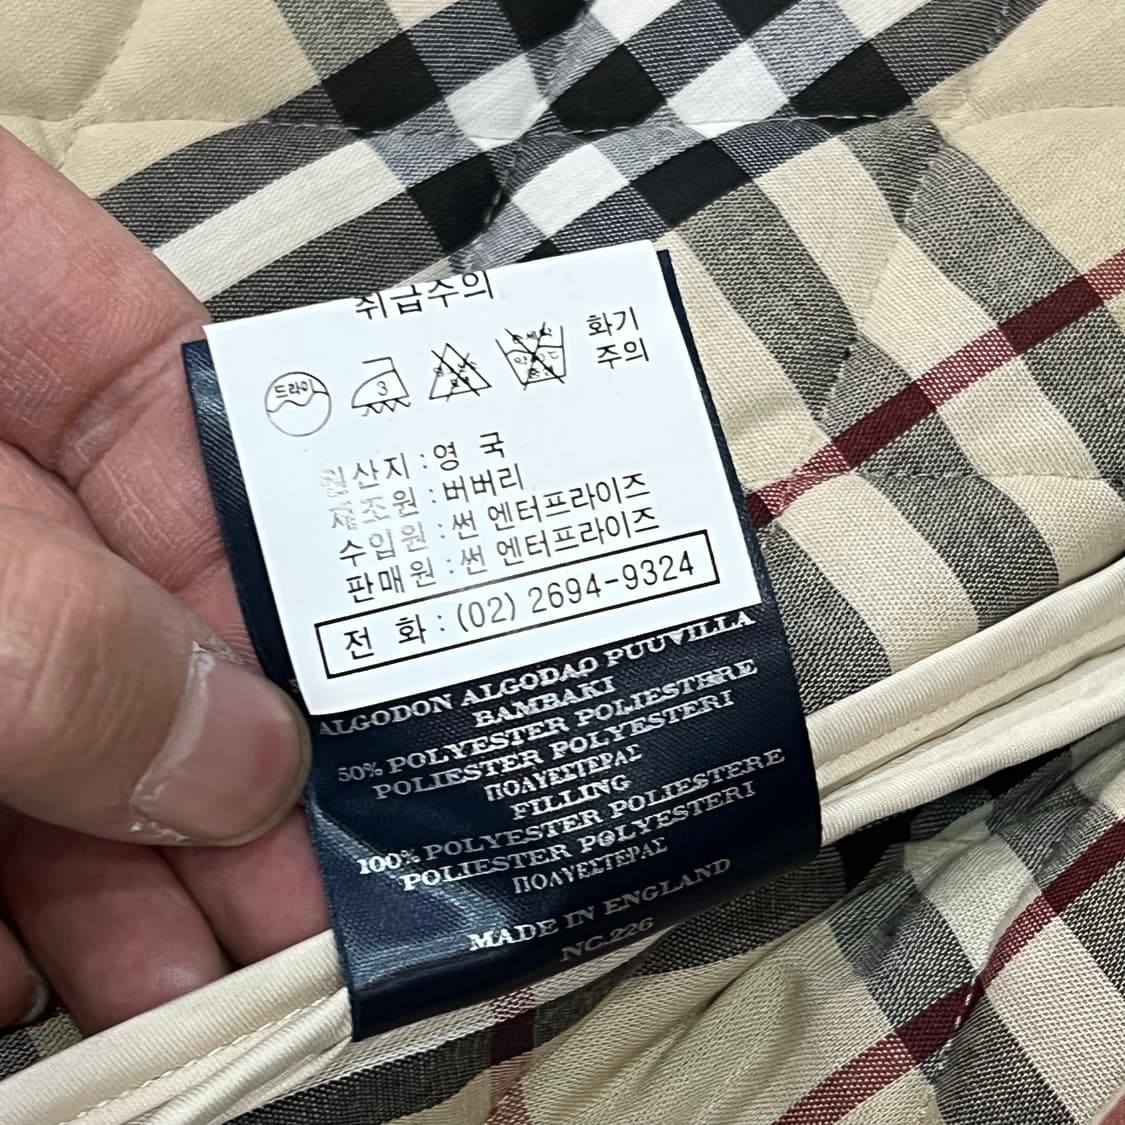 취급주의
드라이
3
화기
주의
원산지 : 영 국
제조원 : 버버리
수입원 : 썬 엔터프라이즈
판매원 : 썬 엔터프라이즈
전 화 : (02) 2694-9324
ALGODON ALGODAO PUUVILLA
BAMBAKI
50% POLYESTER POLIESTERE
POLIESTER POLYESTERI
ΠΟΛΥΕΣΤΕΡΑΣ
FILLING
100% POLYESTER POLIESTERE
POLIESTER POLYESTERI
ΠΟΛΥΕΣΤΕΡΑΣ
MADE IN ENGLAND
NC.226